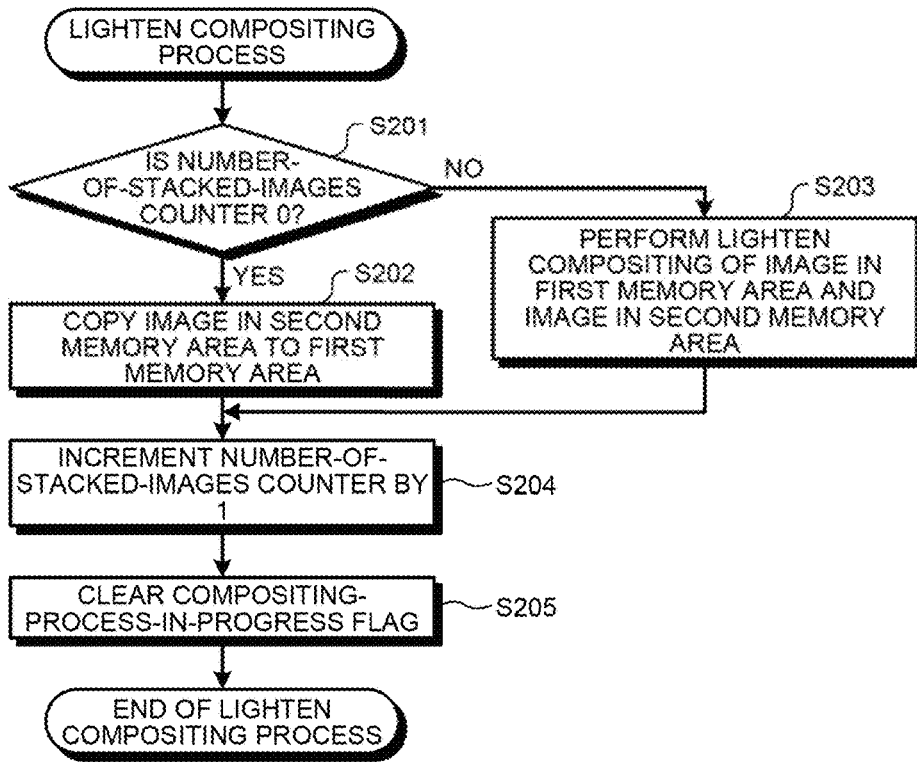 LIGHTEN COMPOSITING
PROCESS
S201
IS NUMBER-
OF-STACKED-IMAGES
COUNTER 0?
NO
YES
S202
COPY IMAGE IN SECOND
MEMORY AREA TO FIRST
MEMORY AREA
S203
PERFORM LIGHTEN
COMPOSITING OF IMAGE IN
FIRST MEMORY AREA AND
IMAGE IN SECOND MEMORY
AREA
INCREMENT NUMBER-OF-
STACKED-IMAGES COUNTER BY
1
S204
CLEAR COMPOSITING-
PROCESS-IN-PROGRESS FLAG
S205
END OF LIGHTEN
COMPOSITING PROCESS